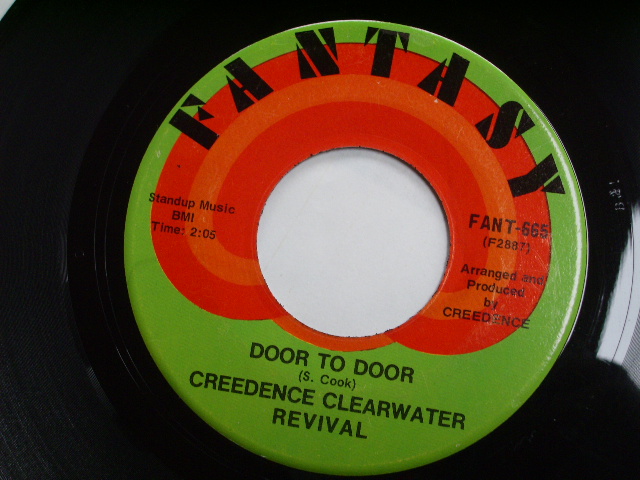 FANTASY
Standup Music
BMI
Time: 2:05
FANT-665
(F2887)
Arranged and
Produced
by
CREEDENCE
DOOR TO DOOR
(S. Cook)
CREEDENCE CLEARWATER
REVIVAL